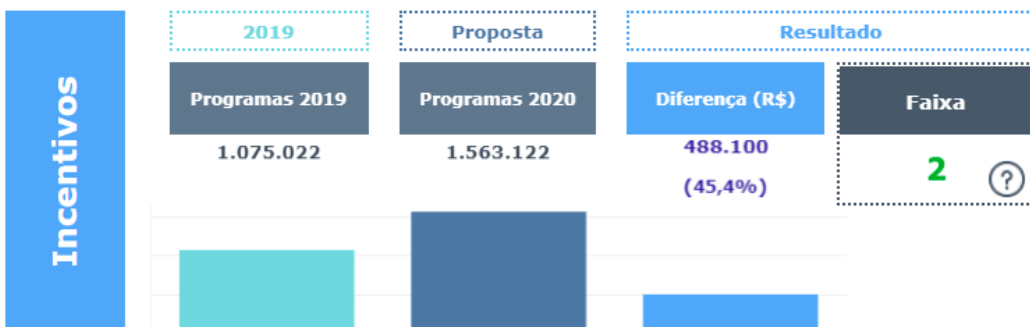 Incentivos
2019
Proposta
Resultado
Programas 2019
Programas 2020
Diferença (R$)
Faixa
1.075.022
1.563.122
488.100
(45,4%)
2
?